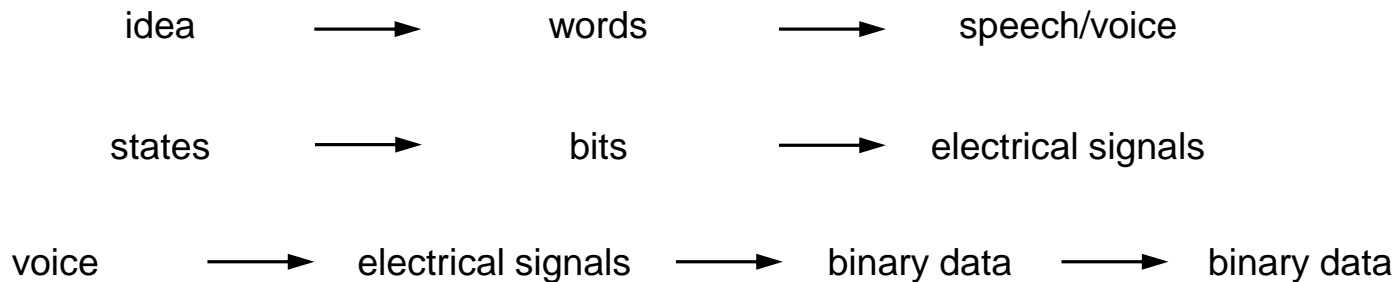 idea words speech/voice
states bits electrical signals
voice electrical signals binary data binary data